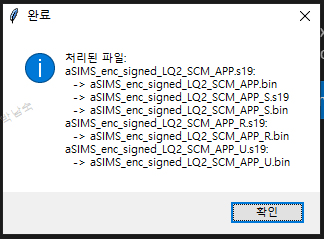 완료
처리된 파일:
aSIMS_enc_signed_LQ2_SCM_APP.s19:
-> aSIMS_enc_signed_LQ2_SCM_APP.bin
-> aSIMS_enc_signed_LQ2_SCM_APP_S.s19
-> aSIMS_enc_signed_LQ2_SCM_APP_S.bin
aSIMS_enc_signed_LQ2_SCM_APP_R.s19:
-> aSIMS_enc_signed_LQ2_SCM_APP_R.bin
aSIMS_enc_signed_LQ2_SCM_APP_U.s19:
-> aSIMS_enc_signed_LQ2_SCM_APP_U.bin
확인